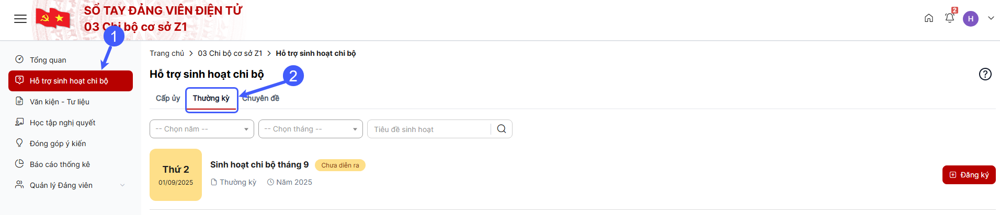 SỔ TAY ĐẢNG VIÊN ĐIỆN TỬ
03 Chi bộ cơ sở Z1
2
H
1
Tổng quan
Hỗ trợ sinh hoạt chi bộ
Văn kiện - Tư liệu
Học tập nghị quyết
Đóng góp ý kiến
Báo cáo thống kê
Quản lý Đảng viên
Trang chủ > 03 Chi bộ cơ sở Z1 > Hỗ trợ sinh hoạt chi bộ
Hỗ trợ sinh hoạt chi bộ
2
Cấp ủy Thường kỳ Chuyên đề
-- Chọn năm -- -- Chọn tháng -- Tiêu đề sinh hoạt
Thứ 2
01/09/2025
Sinh hoạt chi bộ tháng 9 Chưa diễn ra
Thường kỳ Năm 2025
Đăng ký